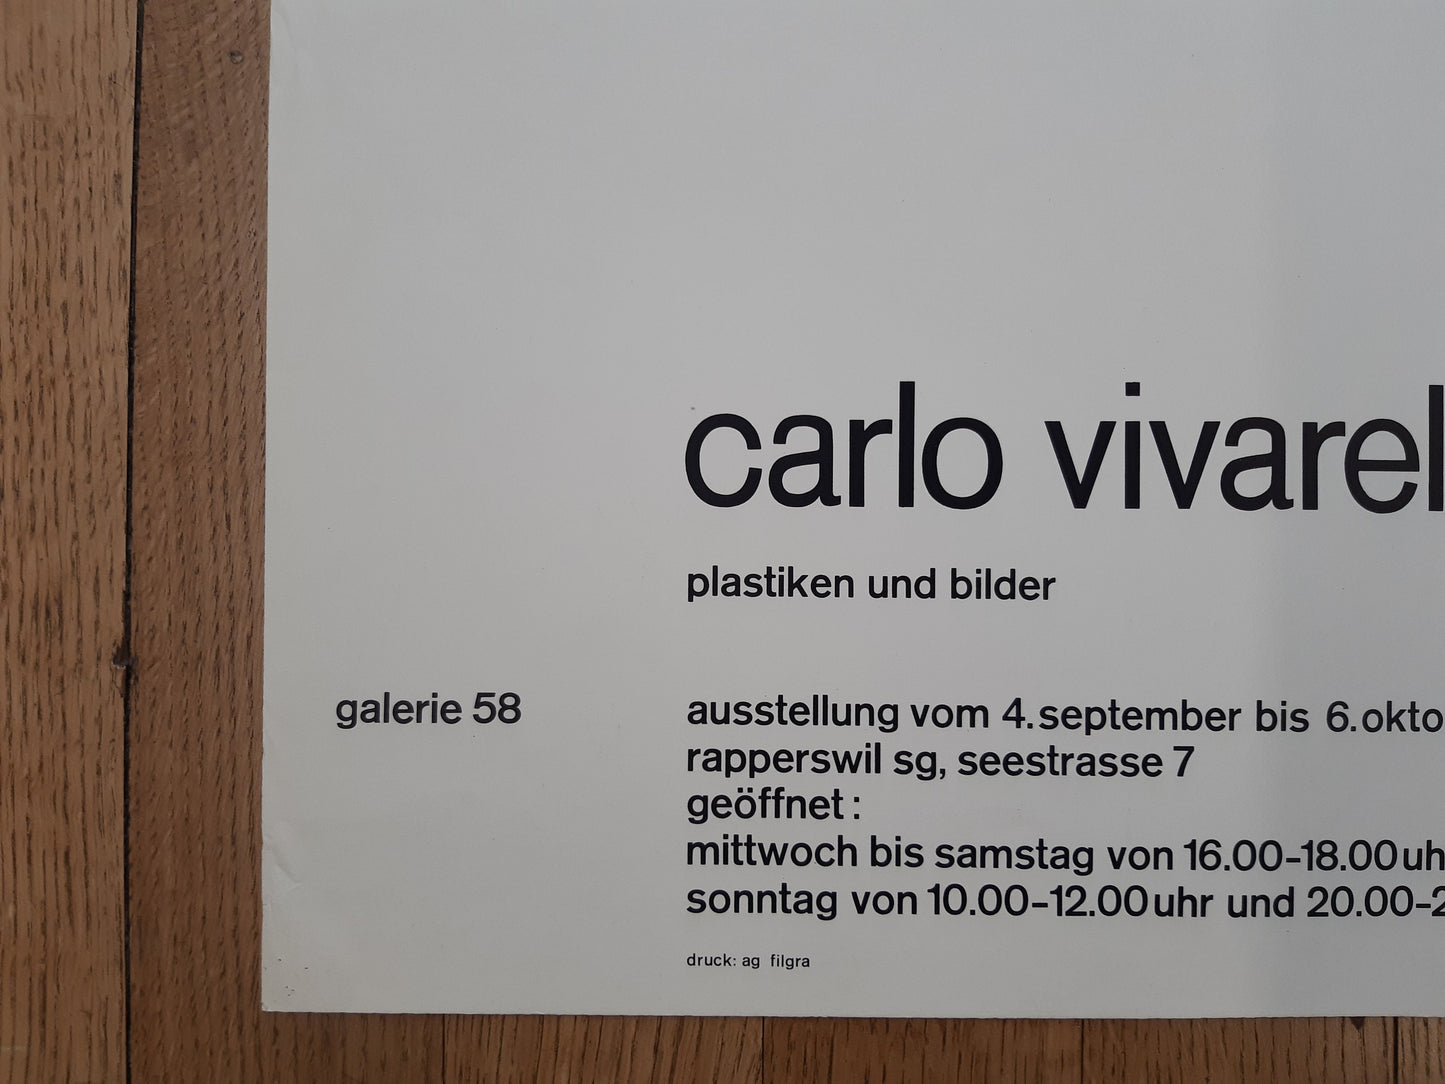 carlo vivarel
plastiken und bilder
galerie 58
ausstellung vom 4. september bis 6. okto
rapperswil sg, seestrasse 7
geöffnet:
mittwoch bis samstag von 16.00-18.00 uh
sonntag von 10.00-12.00 uhr und 20.00-2
druck: ag filgra